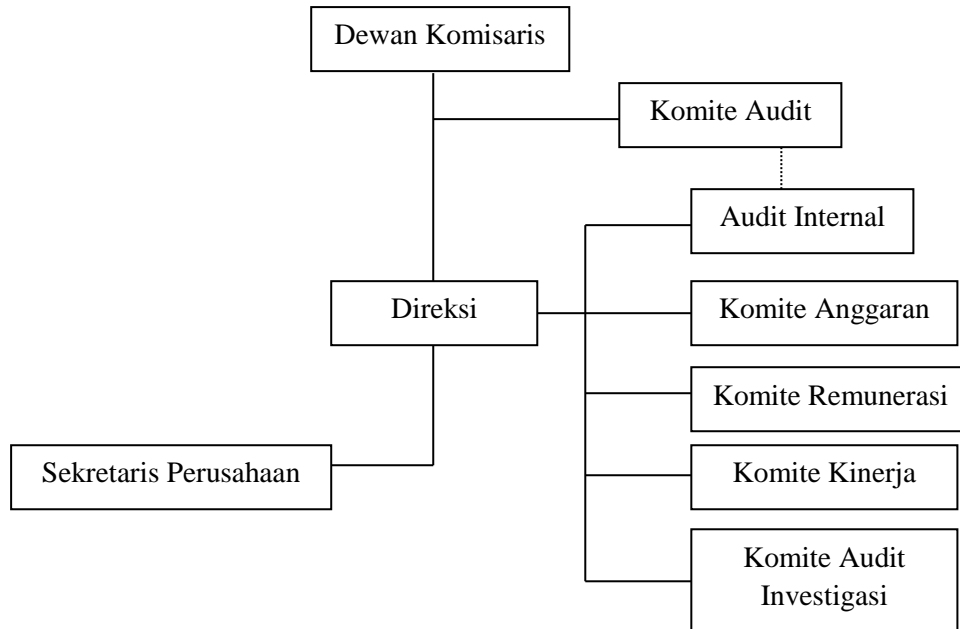 Dewan Komisaris
Komite Audit
Audit Internal
Direksi
Komite Anggaran
Komite Remunerasi
Sekretaris Perusahaan
Komite Kinerja
Komite Audit
Investigasi